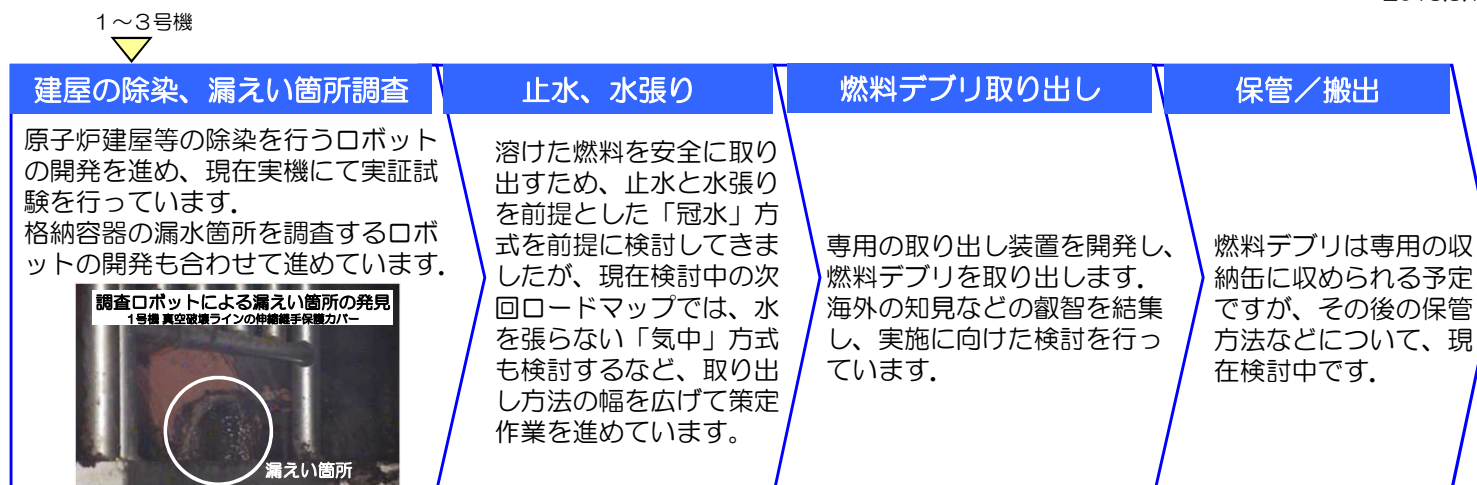 1～3号機
建屋の除染、漏えい箇所調査
原子炉建屋等の除染を行うロボット
の開発を進め、現在実機にて実証試
験を行っています．
格納容器の漏水箇所を調査するロボ
ットの開発も合わせて進めています．
調査ロボットによる漏えい箇所の発見
1号機 真空破壊ラインの伸縮継手保護カバー
漏えい箇所
止水、水張り
溶けた燃料を安全に取り
出すため、止水と水張り
を前提とした「冠水」方
式を前提に検討してきま
したが、現在検討中の次
回ロードマップでは、水
を張らない「気中」方式
も検討するなど、取り出
し方法の幅を広げて策定
作業を進めています。
燃料デブリ取り出し
専用の取り出し装置を開発し、
燃料デブリを取り出します．
海外の知見などの叡智を結集
し、実施に向けた検討を行っ
ています．
保管／搬出
燃料デブリは専用の収
納缶に収められる予定
ですが、その後の保管
方法などについて、現
在検討中です．